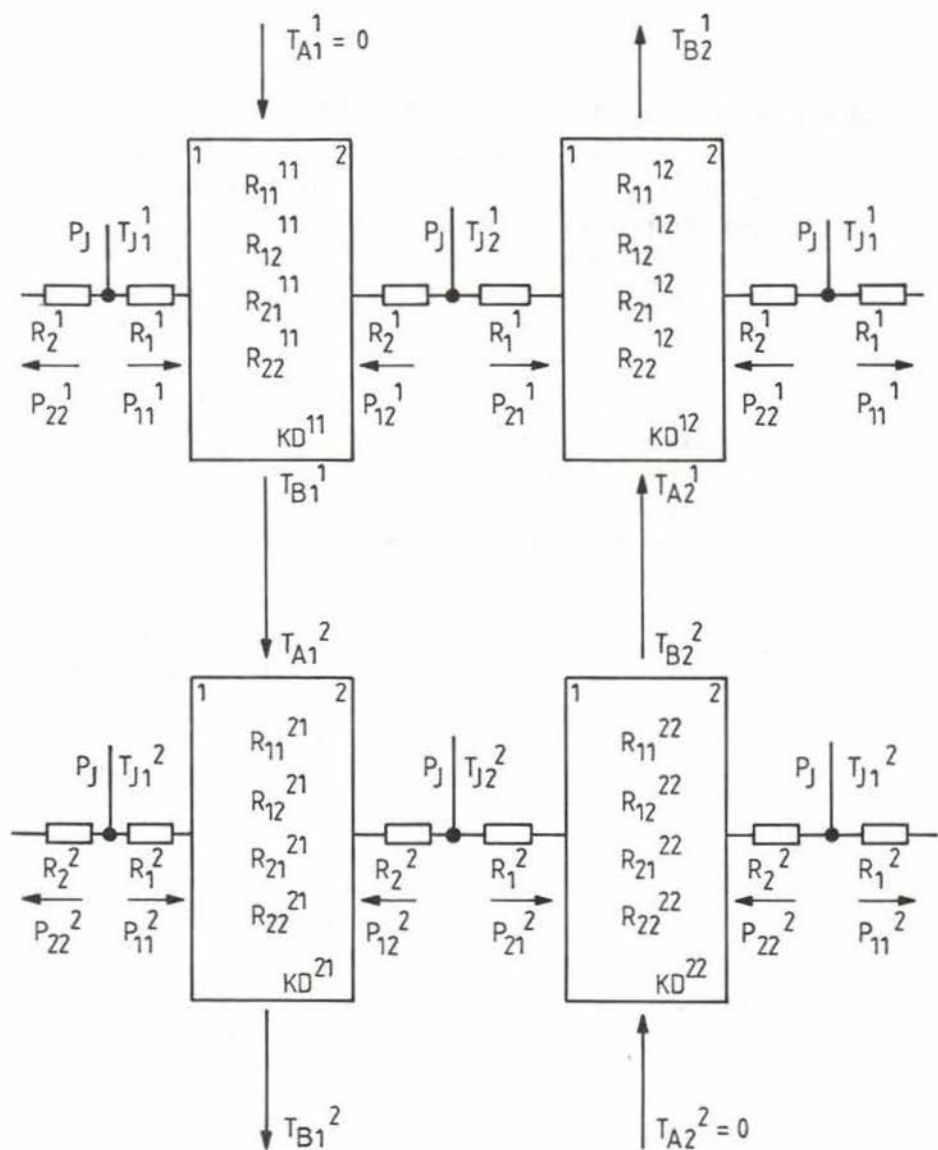 T_A1^1 = 0 T_B2^1
1 2 1 2
R_11^11 R_11^12
P_J T_J1^1 R_12^11 P_J T_J2^1 R_12^12 P_J T_J1^1
R_21^11 R_21^12
R_2^1 R_1^1 R_22^11 R_2^1 R_1^1 R_22^12 R_2^1 R_1^1
P_22^1 P_11^1 P_12^1 P_21^1 P_22^1 P_11^1
KD^11 KD^12
T_B1^1 T_A2^1
T_A1^2 T_B2^2
1 2 1 2
R_11^21 R_11^22
P_J T_J1^2 R_12^21 P_J T_J2^2 R_12^22 P_J T_J1^2
R_21^21 R_21^22
R_2^2 R_1^2 R_22^21 R_2^2 R_1^2 R_22^22 R_2^2 R_1^2
P_22^2 P_11^2 P_12^2 P_21^2 P_22^2 P_11^2
KD^21 KD^22
T_B1^2 T_A2^2 = 0